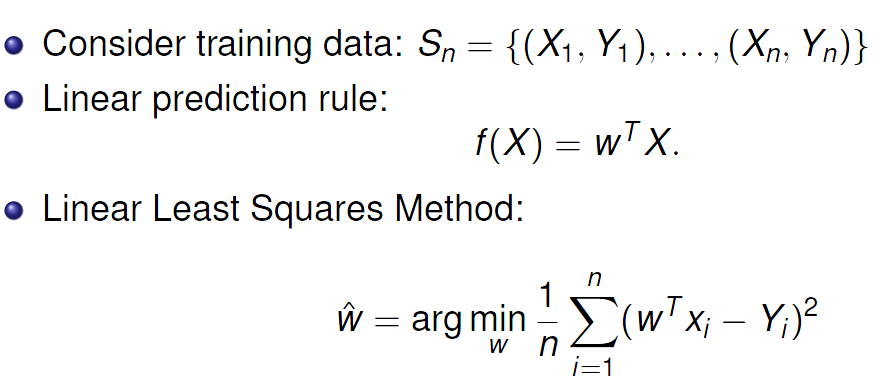 Consider training data: Sₙ = {(X₁, Y₁), . . . , (Xₙ, Yₙ)}
Linear prediction rule:
f(X) = wᵀX.
Linear Least Squares Method:
ŵ = arg min_w 1/n ∑_{i=1}^{n} (wᵀxᵢ − Yᵢ)²